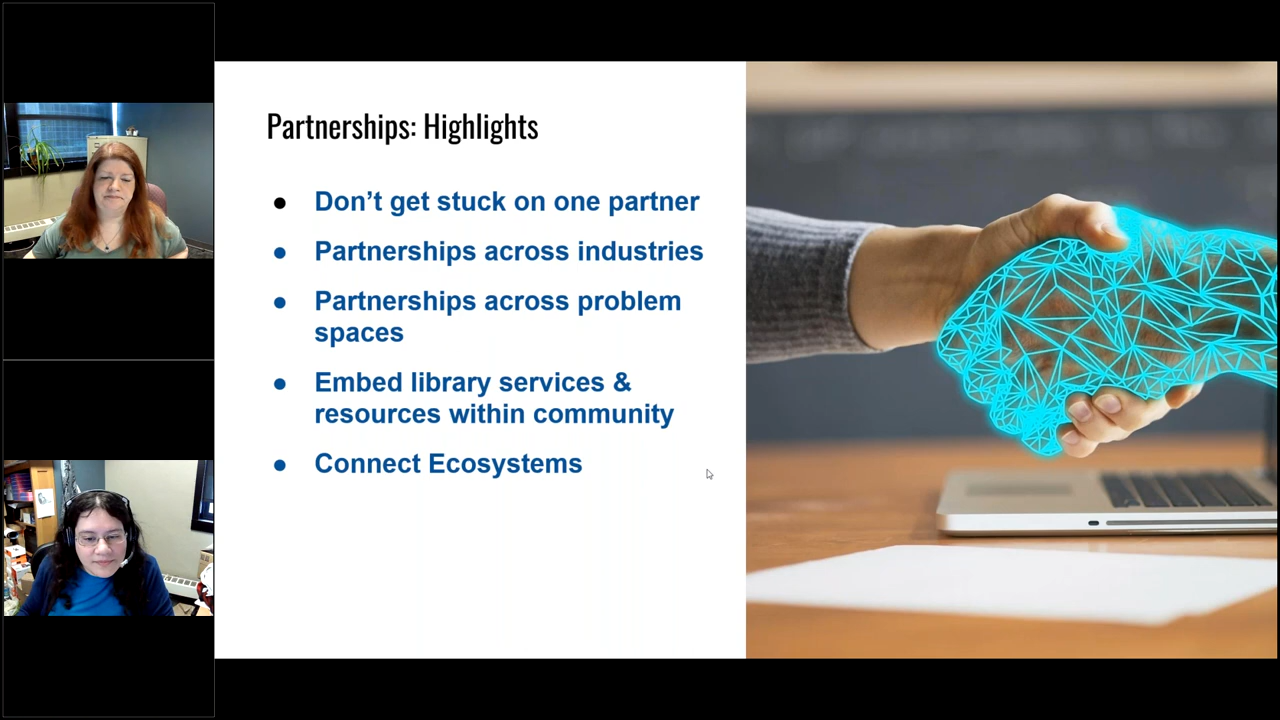 Partnerships: Highlights
● Don’t get stuck on one partner
● Partnerships across industries
● Partnerships across problem
spaces
● Embed library services &
resources within community
● Connect Ecosystems